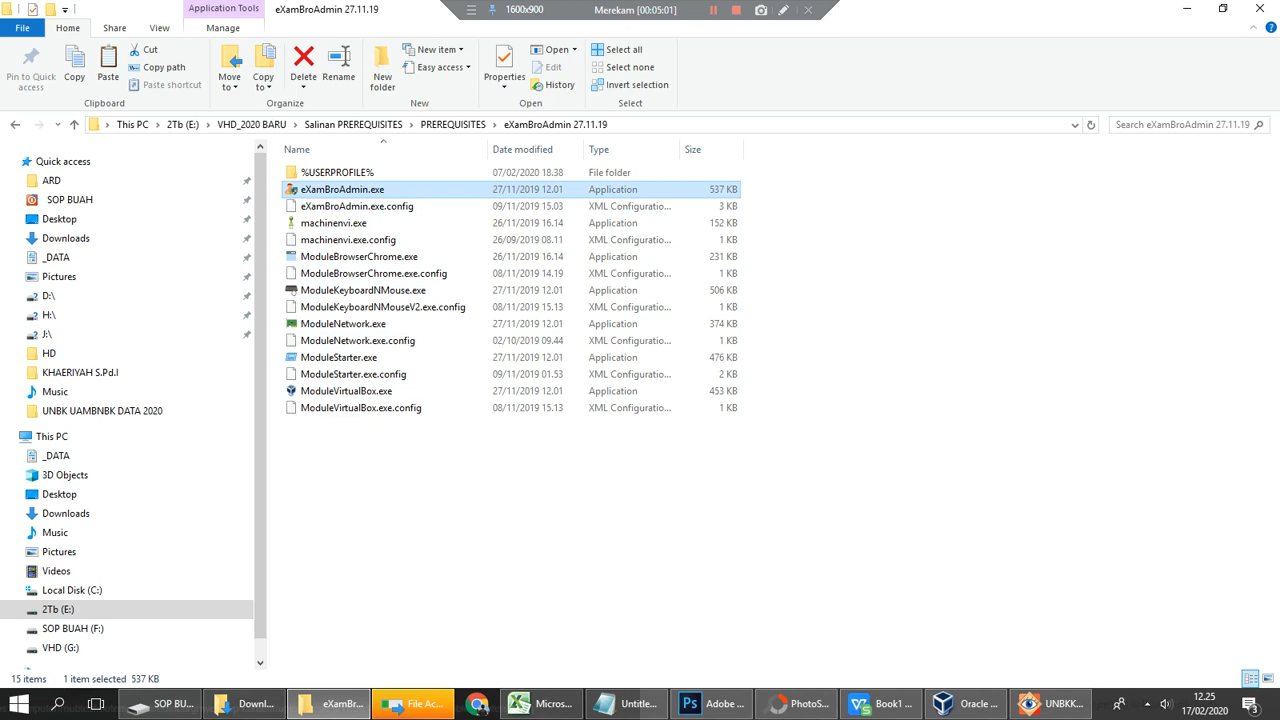 Application Tools
eXamBroAdmin 27.11.19
1600x900
Merekam (00:05:01)
File
Home
Share
View
Manage
Pin to Quick access
Copy
Paste
Cut
Copy path
Paste shortcut
Clipboard
Move to
Copy to
Delete
Rename
Organize
New folder
New item
Easy access
New
Properties
Open
Edit
History
Open
Select all
Select none
Invert selection
Select
This PC > 2Tb (E:) > VHD_2020 BARU > Salinan PREREQUISITES > PREREQUISITES > eXamBroAdmin 27.11.19
Search eXamBroAdmin 27.11.19
Quick access
ARD
SOP BUAH
Desktop
Downloads
_DATA
Pictures
D:\
H:\
J:\
HD
KHAERIYAH S.Pd.I
Music
UNBK UAMBNBK DATA 2020
This PC
_DATA
3D Objects
Desktop
Downloads
Music
Pictures
Videos
Local Disk (C:)
2Tb (E:)
SOP BUAH (F:)
VHD (G:)
Name Date modified Type Size
%USERPROFILE% 07/02/2020 18.38 File folder
eXamBroAdmin.exe 27/11/2019 12.01 Application 537 KB
eXamBroAdmin.exe.config 09/11/2019 15.03 XML Configuratio... 3 KB
machinenvi.exe 26/11/2019 16.14 Application 152 KB
machinenvi.exe.config 26/09/2019 08.11 XML Configuratio... 1 KB
ModuleBrowserChrome.exe 26/11/2019 16.14 Application 231 KB
ModuleBrowserChrome.exe.config 08/11/2019 14.19 XML Configuratio... 1 KB
ModuleKeyboardNMouse.exe 27/11/2019 12.01 Application 506 KB
ModuleKeyboardNMouseV2.exe.config 08/11/2019 15.13 XML Configuratio... 1 KB
ModuleNetwork.exe 27/11/2019 12.01 Application 374 KB
ModuleNetwork.exe.config 02/10/2019 09.44 XML Configuratio... 1 KB
ModuleStarter.exe 27/11/2019 12.01 Application 476 KB
ModuleStarter.exe.config 09/11/2019 01.53 XML Configuratio... 2 KB
ModuleVirtualBox.exe 27/11/2019 12.01 Application 453 KB
ModuleVirtualBox.exe.config 08/11/2019 15.13 XML Configuratio... 1 KB
15 items 1 item selected 537 KB
SOP BU...
Downl...
eXamBr...
File Ac...
Micros...
Untitle...
Adobe ...
PhotoS...
Book1 ...
Oracle ...
UNBKK...
12.25
17/02/2020
3